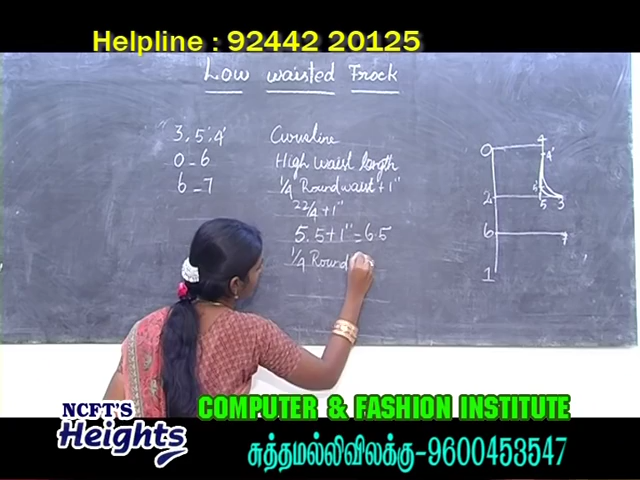 Helpline : 92442 20125
Low waisted Frock
3, 5', 4' Curveline
0 - 6 High waist length
6 - 7 1/4 Round waist + 1"
22/4 + 1"
5.5 + 1" = 6.5
1/4 Round
0
4
4'
2
5'
5
3
6
7
1
NCFT'S
Heights
COMPUTER & FASHION INSTITUTE
சுத்தமல்லிவிலக்கு-9600453547